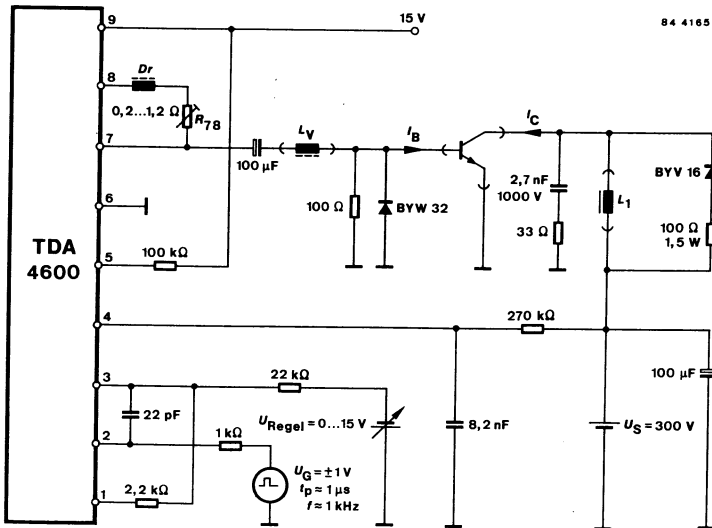 9
15 V
84 4165
8
Dr
0,2...1,2 Ω
R78
7
100 µF
LV
IB
IC
100 Ω
BYW 32
2,7 nF
1000 V
33 Ω
L1
BYV 16
100 Ω
1,5 W
6
TDA
4600
5
100 kΩ
4
270 kΩ
3
22 kΩ
22 pF
URegel = 0...15 V
8,2 nF
100 µF
US = 300 V
2
1 kΩ
UG = ± 1 V
tp ≈ 1 µs
f ≈ 1 kHz
1
2,2 kΩ